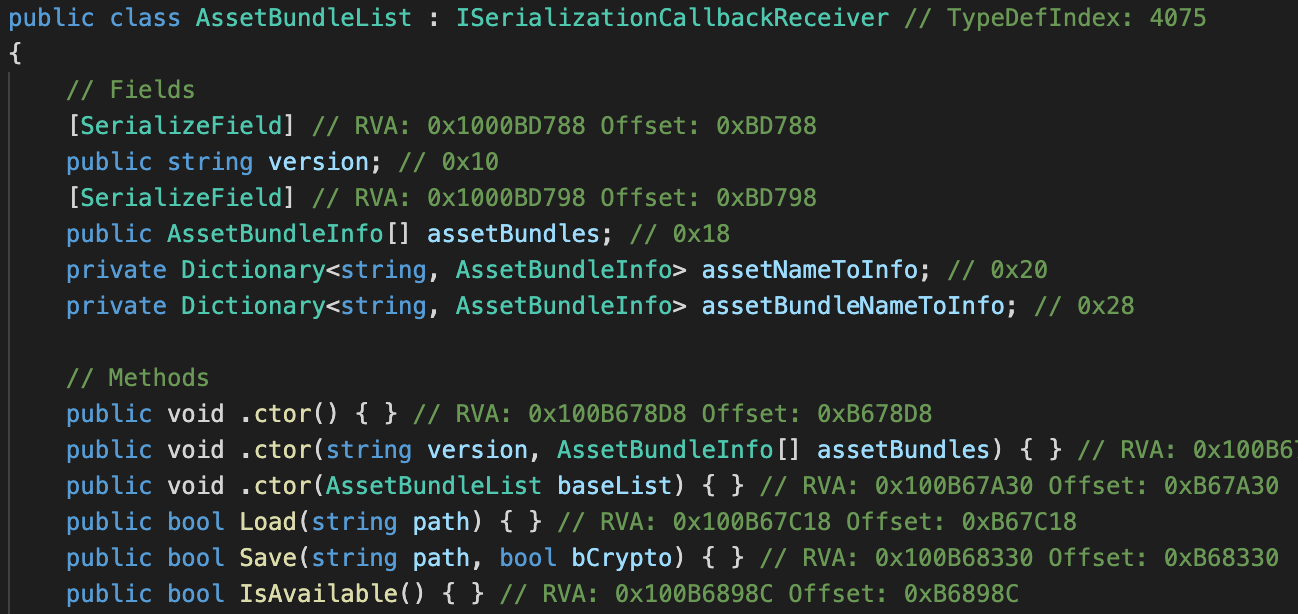 public class AssetBundleList : ISerializationCallbackReceiver // TypeDefIndex: 4075
{
// Fields
[SerializeField] // RVA: 0x1000BD788 Offset: 0xBD788
public string version; // 0x10
[SerializeField] // RVA: 0x1000BD798 Offset: 0xBD798
public AssetBundleInfo[] assetBundles; // 0x18
private Dictionary<string, AssetBundleInfo> assetNameToInfo; // 0x20
private Dictionary<string, AssetBundleInfo> assetBundleNameToInfo; // 0x28
// Methods
public void .ctor() { } // RVA: 0x100B678D8 Offset: 0xB678D8
public void .ctor(string version, AssetBundleInfo[] assetBundles) { } // RVA: 0x100B67
public void .ctor(AssetBundleList baseList) { } // RVA: 0x100B67A30 Offset: 0xB67A30
public bool Load(string path) { } // RVA: 0x100B67C18 Offset: 0xB67C18
public bool Save(string path, bool bCrypto) { } // RVA: 0x100B68330 Offset: 0xB68330
public bool IsAvailable() { } // RVA: 0x100B6898C Offset: 0xB6898C